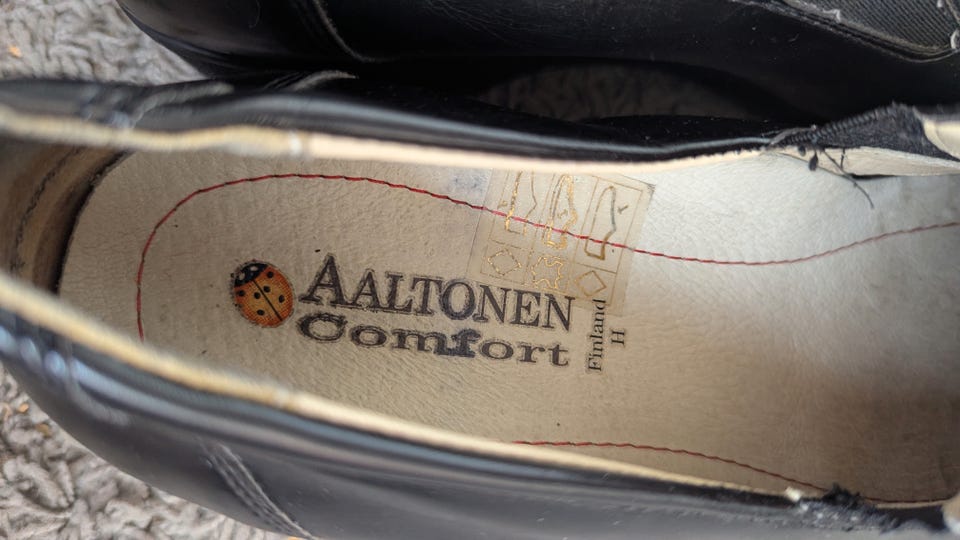 AALTONEN
Comfort
Finland
H